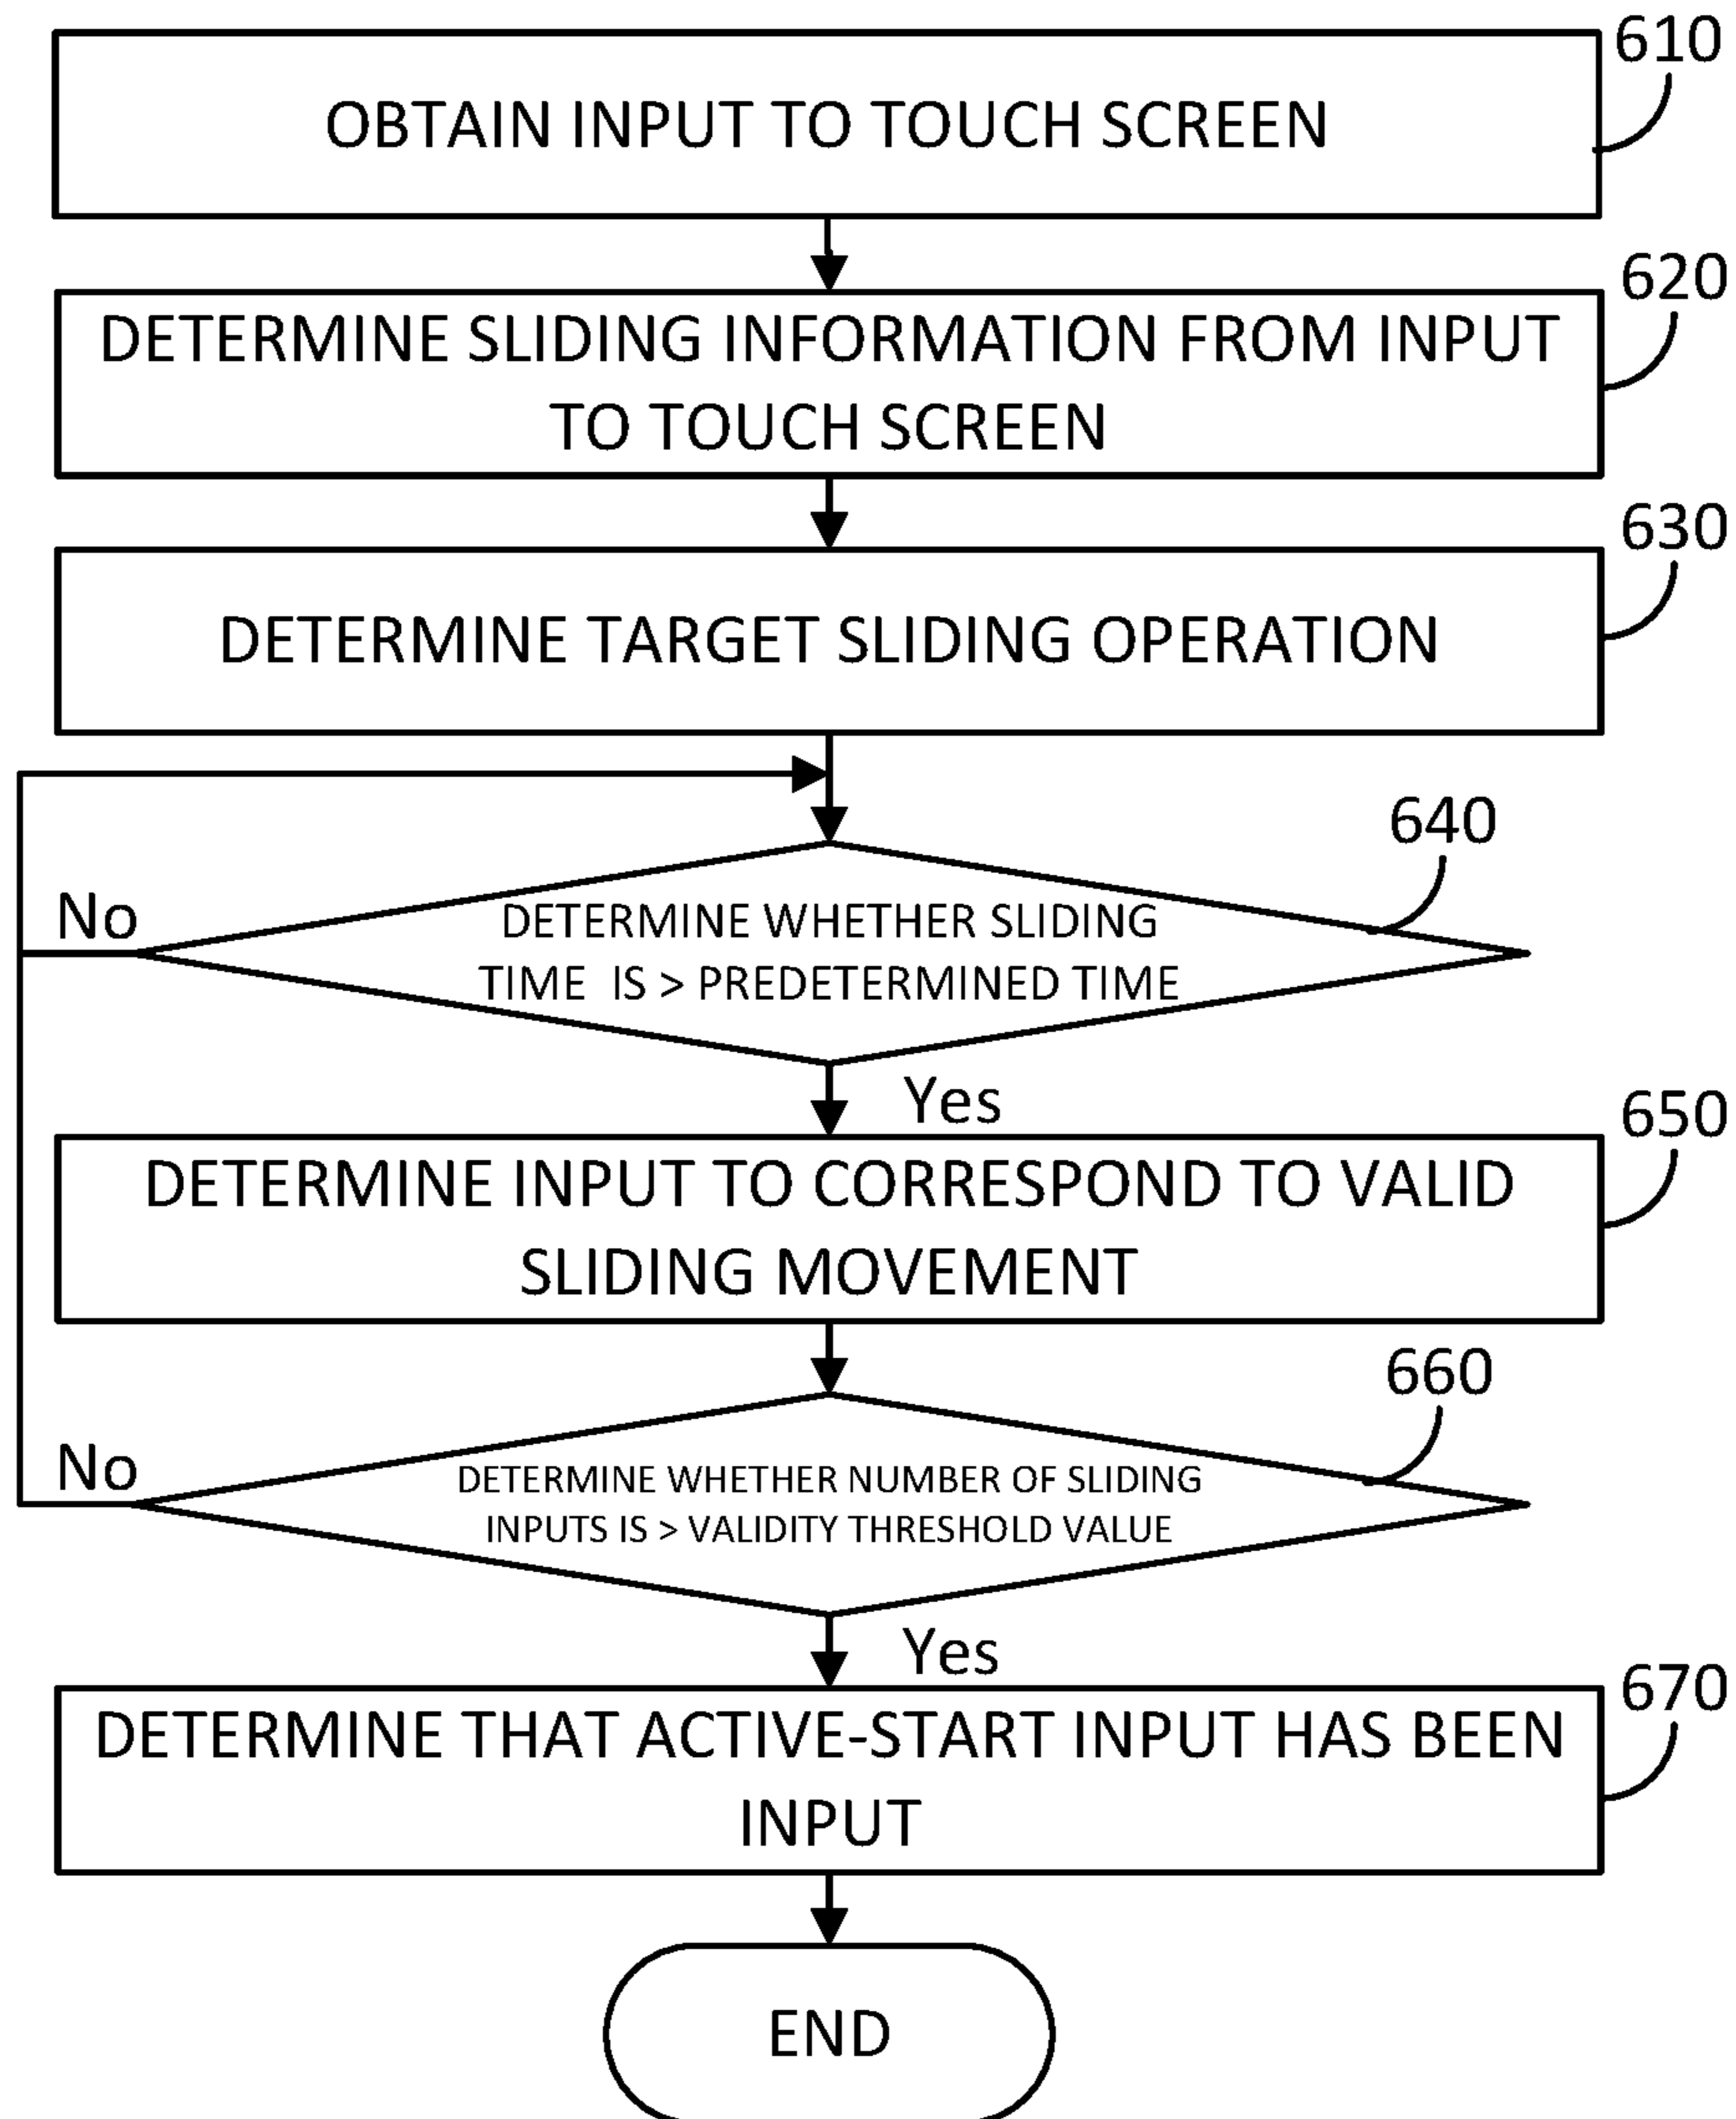 610
OBTAIN INPUT TO TOUCH SCREEN
620
DETERMINE SLIDING INFORMATION FROM INPUT
TO TOUCH SCREEN
630
DETERMINE TARGET SLIDING OPERATION
640
No
DETERMINE WHETHER SLIDING
TIME IS > PREDETERMINED TIME
Yes
650
DETERMINE INPUT TO CORRESPOND TO VALID
SLIDING MOVEMENT
660
No
DETERMINE WHETHER NUMBER OF SLIDING
INPUTS IS > VALIDITY THRESHOLD VALUE
Yes
670
DETERMINE THAT ACTIVE-START INPUT HAS BEEN
INPUT
END